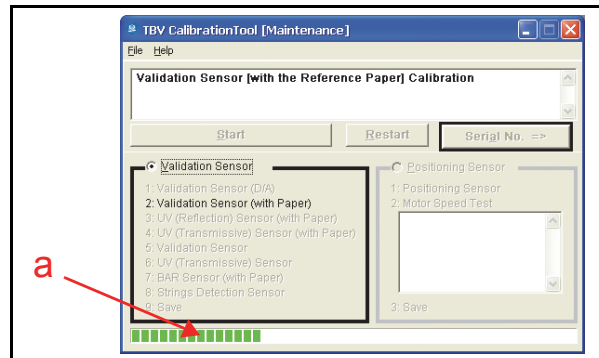 TBV CalibrationTool [Maintenance]
File Help
Validation Sensor [with the Reference Paper] Calibration
Start Restart Serial No. =>
Validation Sensor
1: Validation Sensor (D/A)
2: Validation Sensor (with Paper)
3: UV (Reflection) Sensor (with Paper)
4: UV (Transmissive) Sensor (with Paper)
5: Validation Sensor
6: UV (Transmissive) Sensor
7: BAR Sensor (with Paper)
8: Strings Detection Sensor
9: Save
Positioning Sensor
1: Positioning Sensor
2: Motor Speed Test
3: Save
a